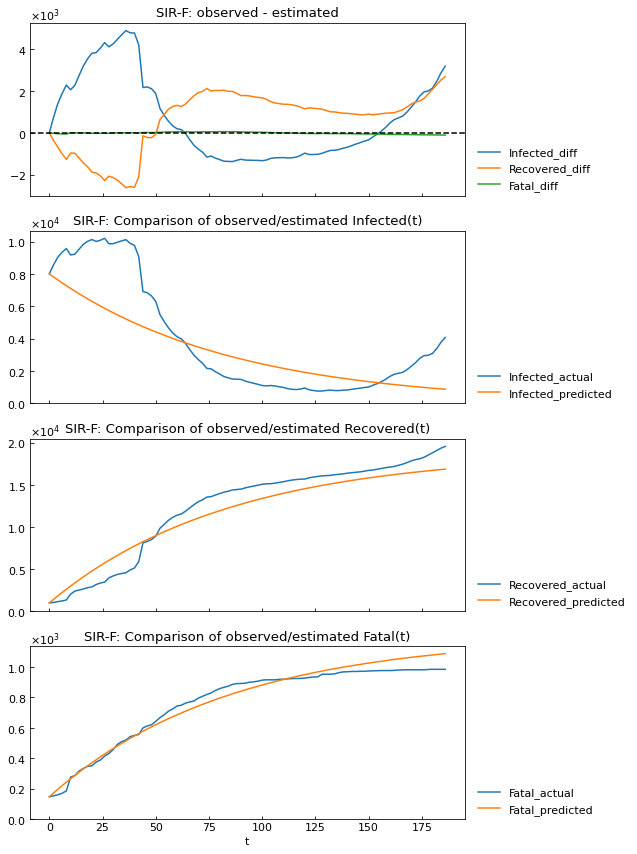 SIR-F: observed - estimated
×10³
4
2
0
−2
Infected_diff
Recovered_diff
Fatal_diff
SIR-F: Comparison of observed/estimated Infected(t)
×10⁴
1.0
0.8
0.6
0.4
0.2
0.0
Infected_actual
Infected_predicted
SIR-F: Comparison of observed/estimated Recovered(t)
×10⁴
2.0
1.5
1.0
0.5
0.0
Recovered_actual
Recovered_predicted
SIR-F: Comparison of observed/estimated Fatal(t)
×10³
1.0
0.8
0.6
0.4
0.2
0.0
Fatal_actual
Fatal_predicted
0 25 50 75 100 125 150 175
t